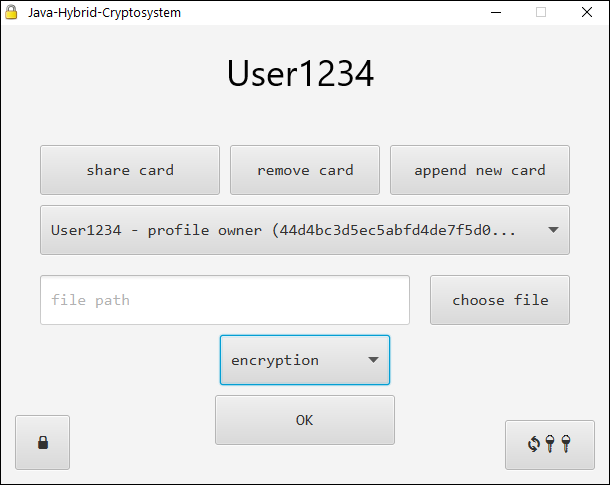 Java-Hybrid-Cryptosystem
User1234
share card
remove card
append new card
User1234 - profile owner (44d4bc3d5ec5abfd4de7f5d0...
file path
choose file
encryption
OK